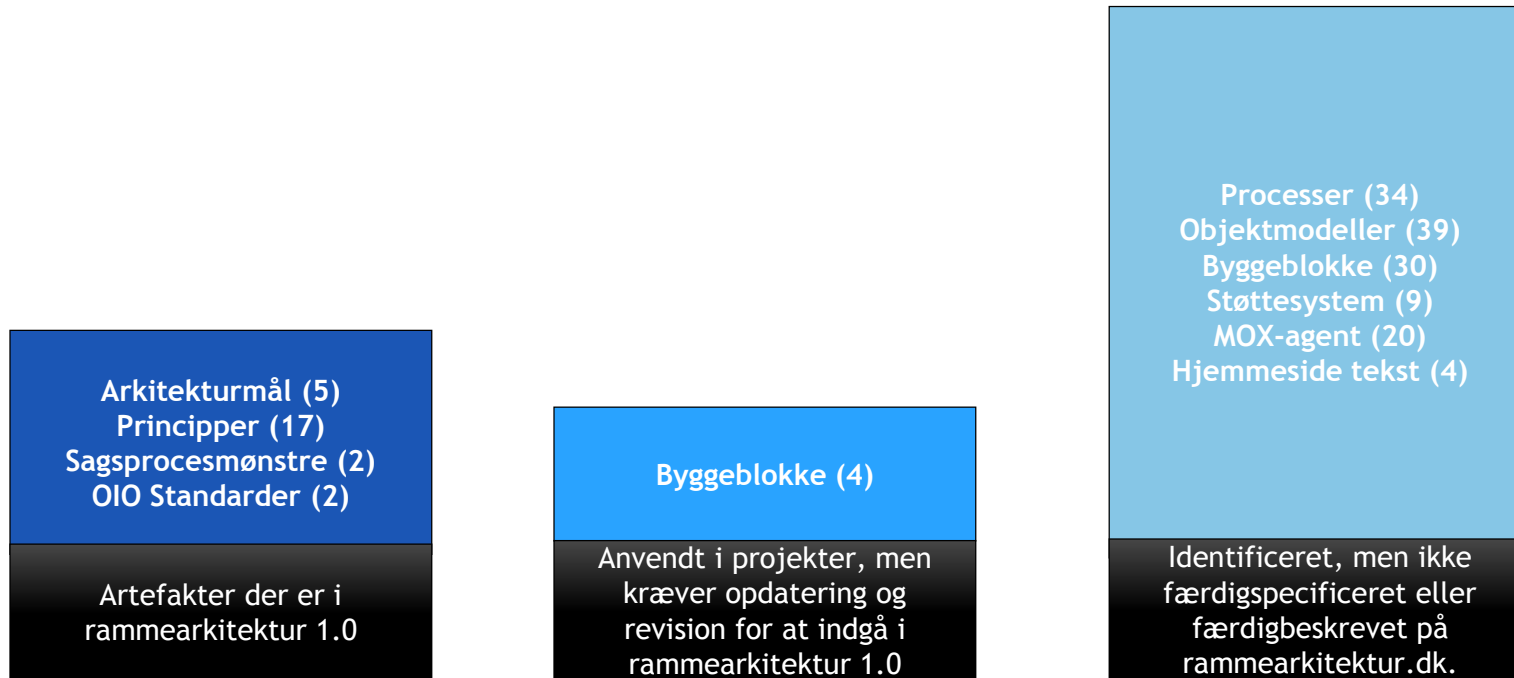 Arkitekturmål (5)
Principper (17)
Sagsprocesmønstre (2)
OIO Standarder (2)
Artefakter der er i
rammearkitektur 1.0
Byggeblokke (4)
Anvendt i projekter, men
kræver opdatering og
revision for at indgå i
rammearkitektur 1.0
Processer (34)
Objektmodeller (39)
Byggeblokke (30)
Støttesystem (9)
MOX-agent (20)
Hjemmeside tekst (4)
Identificeret, men ikke
færdigspecificeret eller
færdigbeskrevet på
rammearkitektur.dk.